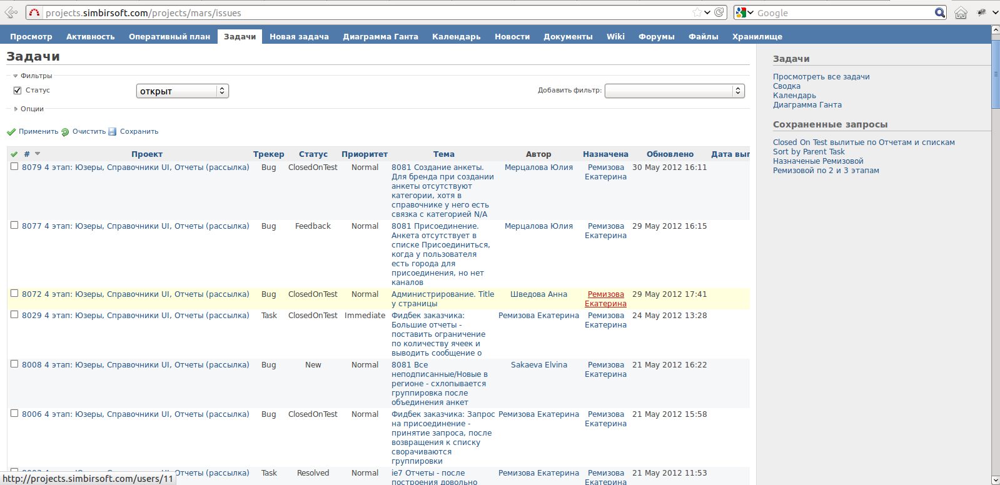 projects.simbirsoft.com/projects/mars/issues
Google
Просмотр Активность Оперативный план Задачи Новая задача Диаграмма Ганта Календарь Новости Документы Wiki Форумы Файлы Хранилище
Задачи
Фильтры
Статус открыт Добавить фильтр:
Опции
Применить Очистить Сохранить
# Проект Трекер Статус Приоритет Тема Автор Назначена Обновлено Дата вып
8079 4 этап: Юзеры, Справочники UI, Отчеты (рассылка) Bug ClosedOnTest Normal 8081 Создание анкеты. Мерцалова Юлия Ремизова 30 May 2012 16:11
Для бренда при создании Екатерина
анкеты отсутствуют
категории, хотя в
справочнике у него есть
связка с категорией N/A
8077 4 этап: Юзеры, Справочники UI, Отчеты (рассылка) Bug Feedback Normal 8081 Присоединение. Мерцалова Юлия Ремизова 29 May 2012 16:15
Анкета отсутствует в Екатерина
списке Присоединиться,
когда у пользователя
есть города для
присоединения, но нет
каналов
8072 4 этап: Юзеры, Справочники UI, Отчеты (рассылка) Bug ClosedOnTest Normal Администрирование. Title Шведова Анна Ремизова 29 May 2012 17:41
у страницы Екатерина
8029 4 этап: Юзеры, Справочники UI, Отчеты (рассылка) Task ClosedOnTest Immediate Фидбек заказчика: Ремизова Екатерина Ремизова 24 May 2012 13:28
Большие отчеты - Екатерина
поставить ограничение
по количеству ячеек и
выводить сообщение о
8008 4 этап: Юзеры, Справочники UI, Отчеты (рассылка) Bug New Normal 8081 Все Sakaeva Elvina Ремизова 21 May 2012 16:22
неподписанные/Новые в Екатерина
регионе - схлопывается
группировка после
объединения анкет
8006 4 этап: Юзеры, Справочники UI, Отчеты (рассылка) Bug ClosedOnTest Normal Фидбек заказчика: Запрос Ремизова Екатерина Ремизова 21 May 2012 15:58
на присоединение - Екатерина
принятие запроса, после
возвращения к списку
сворачиваются
группировки
Отчеты (рассылка) Task Resolved Normal ie7 Отчеты - после Ремизова Екатерина Ремизова 21 May 2012 11:53
построения довольно Екатерина
http://projects.simbirsoft.com/users/11
Задачи
Просмотреть все задачи
Сводка
Календарь
Диаграмма Ганта
Сохраненные запросы
Closed On Test вылитые по Отчетам и спискам
Sort by Parent Task
Назначеные Ремизовой
Ремизовой по 2 и 3 этапам